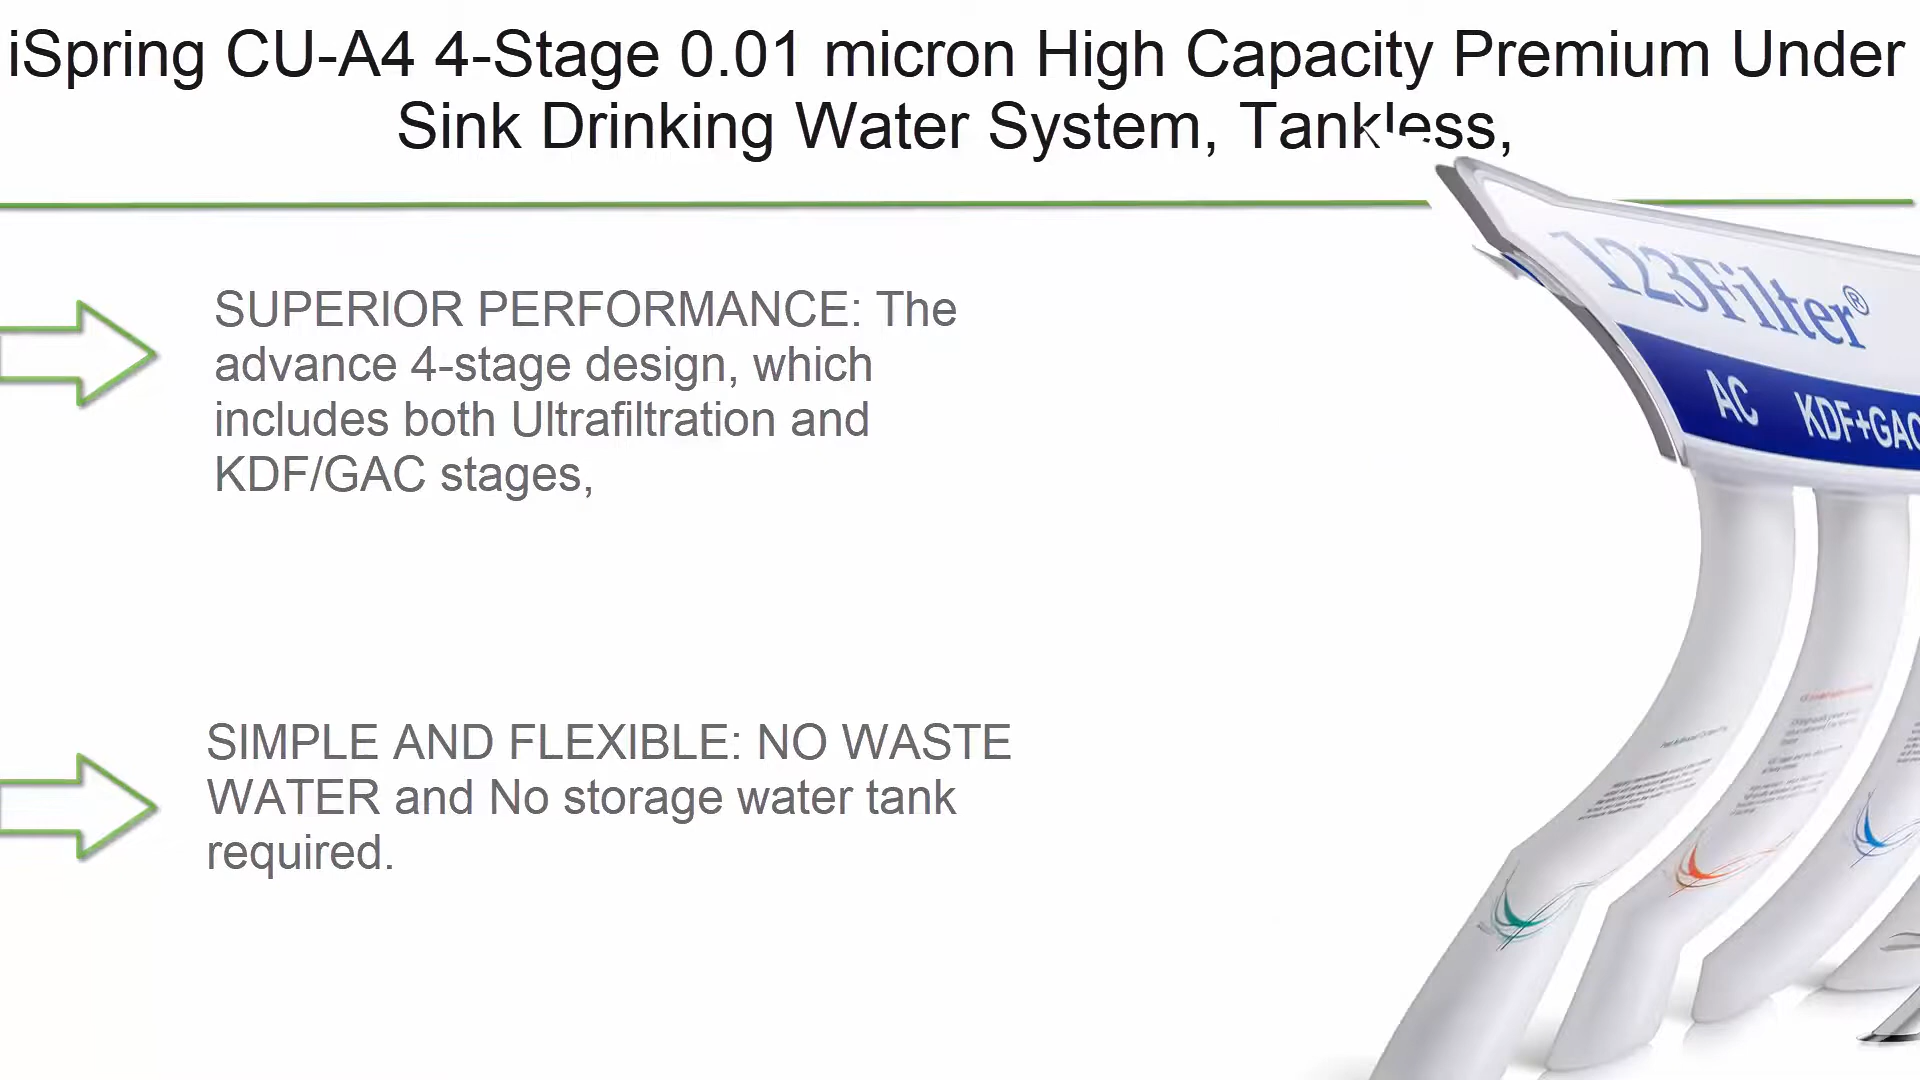 iSpring CU-A4 4-Stage 0.01 micron High Capacity Premium Under
Sink Drinking Water System, Tankless,
SUPERIOR PERFORMANCE: The
advance 4-stage design, which
includes both Ultrafiltration and
KDF/GAC stages,
SIMPLE AND FLEXIBLE: NO WASTE
WATER and No storage water tank
required.
123Filter®
AC KDF+GAC